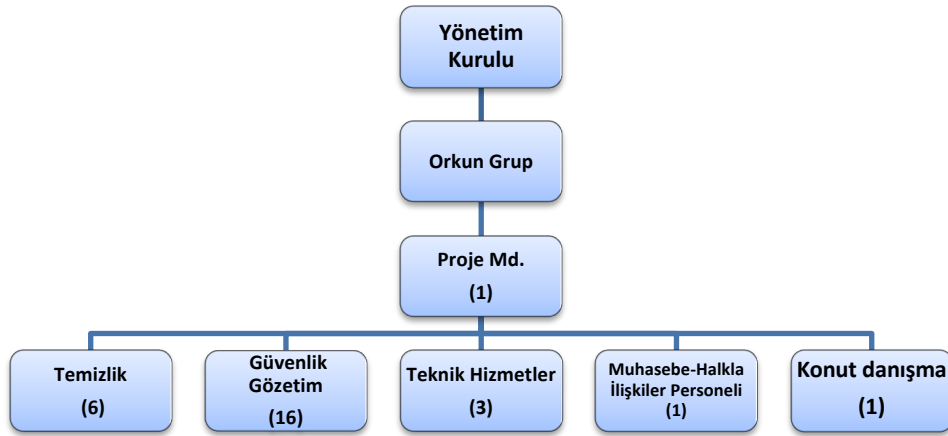 Yönetim
Kurulu
Orkun Grup
Proje Md.
(1)
Temizlik
(6)
Güvenlik
Gözetim
(16)
Teknik Hizmetler
(3)
Muhasebe-Halkla
İlişkiler Personeli
(1)
Konut danışma
(1)